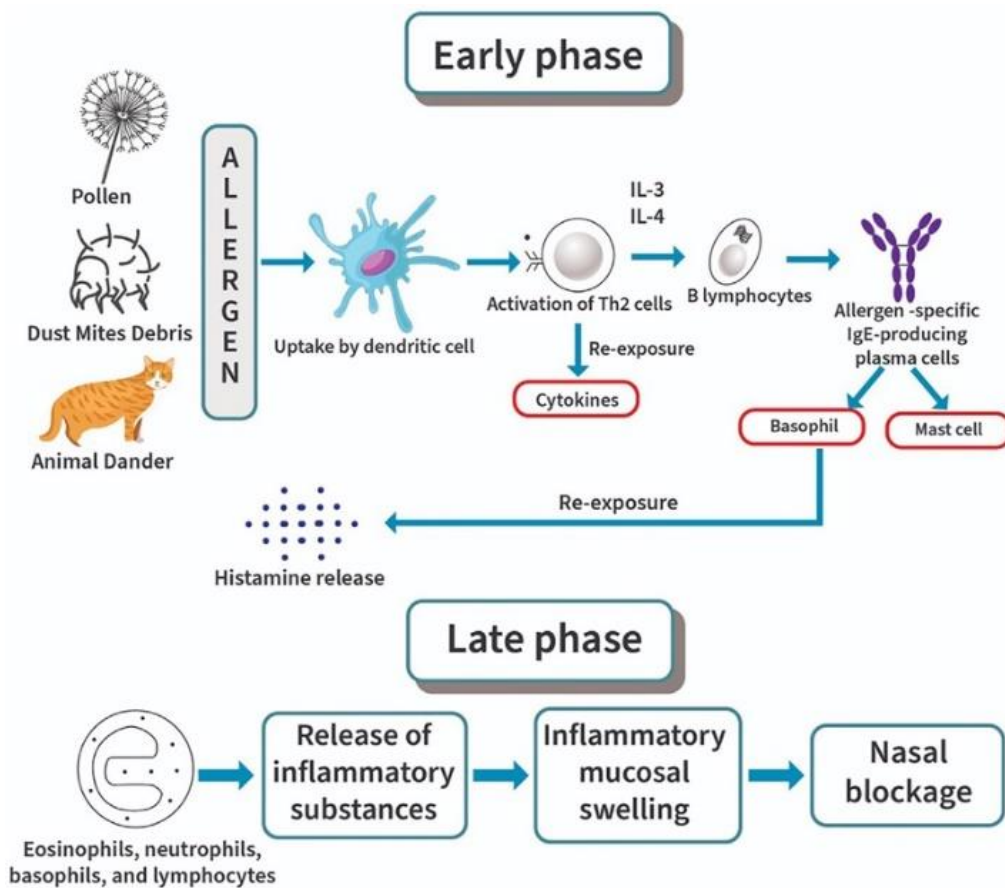 Early phase
Pollen
Dust Mites Debris
Animal Dander
ALLERGEN
Uptake by dendritic cell
IL-3
IL-4
Activation of Th2 cells
B lymphocytes
Allergen -specific
IgE-producing
plasma cells
Re-exposure
Cytokines
Basophil
Mast cell
Re-exposure
Histamine release
Late phase
Eosinophils, neutrophils,
basophils, and lymphocytes
Release of
inflammatory
substances
Inflammatory
mucosal
swelling
Nasal
blockage